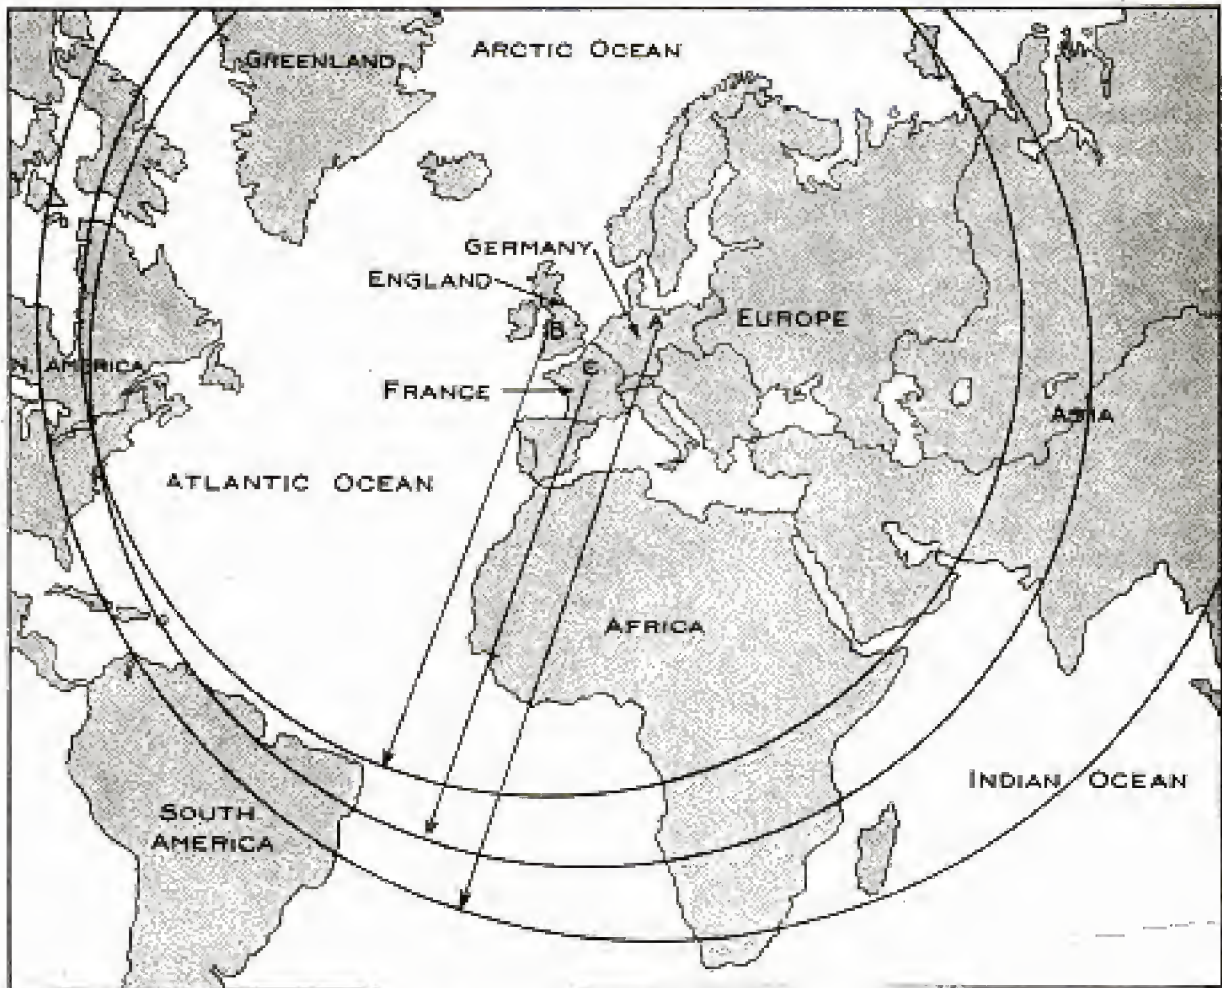 GREENLAND
ARCTIC OCEAN
GERMANY
ENGLAND
B
A
EUROPE
N. AMERICA
C
FRANCE
ASIA
ATLANTIC OCEAN
AFRICA
INDIAN OCEAN
SOUTH
AMERICA